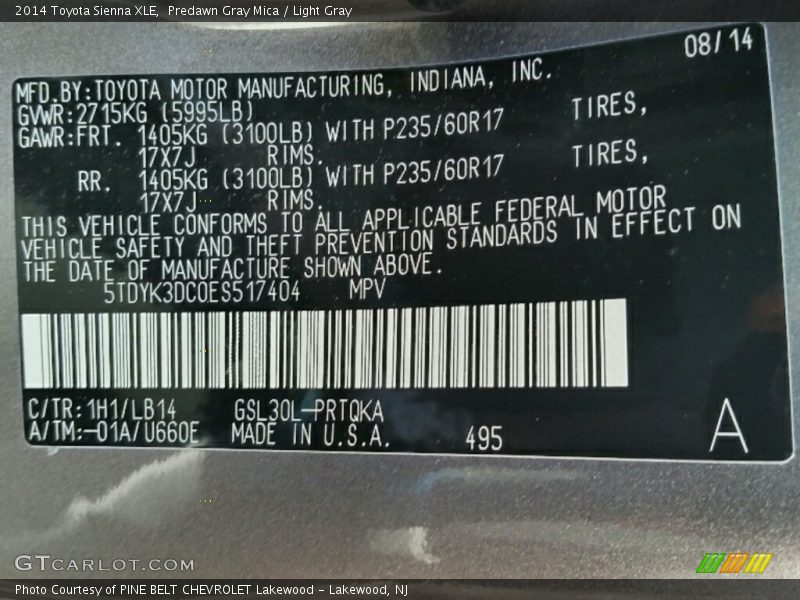 2014 Toyota Sienna XLE, Predawn Gray Mica / Light Gray
08/14
MFD.BY:TOYOTA MOTOR MANUFACTURING, INDIANA, INC.
GVWR:2715KG (5995LB)
GAWR:FRT. 1405KG (3100LB) WITH P235/60R17 TIRES,
17X7J RIMS.
RR. 1405KG (3100LB) WITH P235/60R17 TIRES,
17X7J RIMS.
THIS VEHICLE CONFORMS TO ALL APPLICABLE FEDERAL MOTOR
VEHICLE SAFETY AND THEFT PREVENTION STANDARDS IN EFFECT ON
THE DATE OF MANUFACTURE SHOWN ABOVE.
5TDYK3DC0ES517404 MPV
C/TR:1H1/LB14 GSL30L-PRTQKA
A/TM:-01A/U660E MADE IN U.S.A. 495
A
GTCARLOT.COM
Photo Courtesy of PINE BELT CHEVROLET Lakewood - Lakewood, NJ